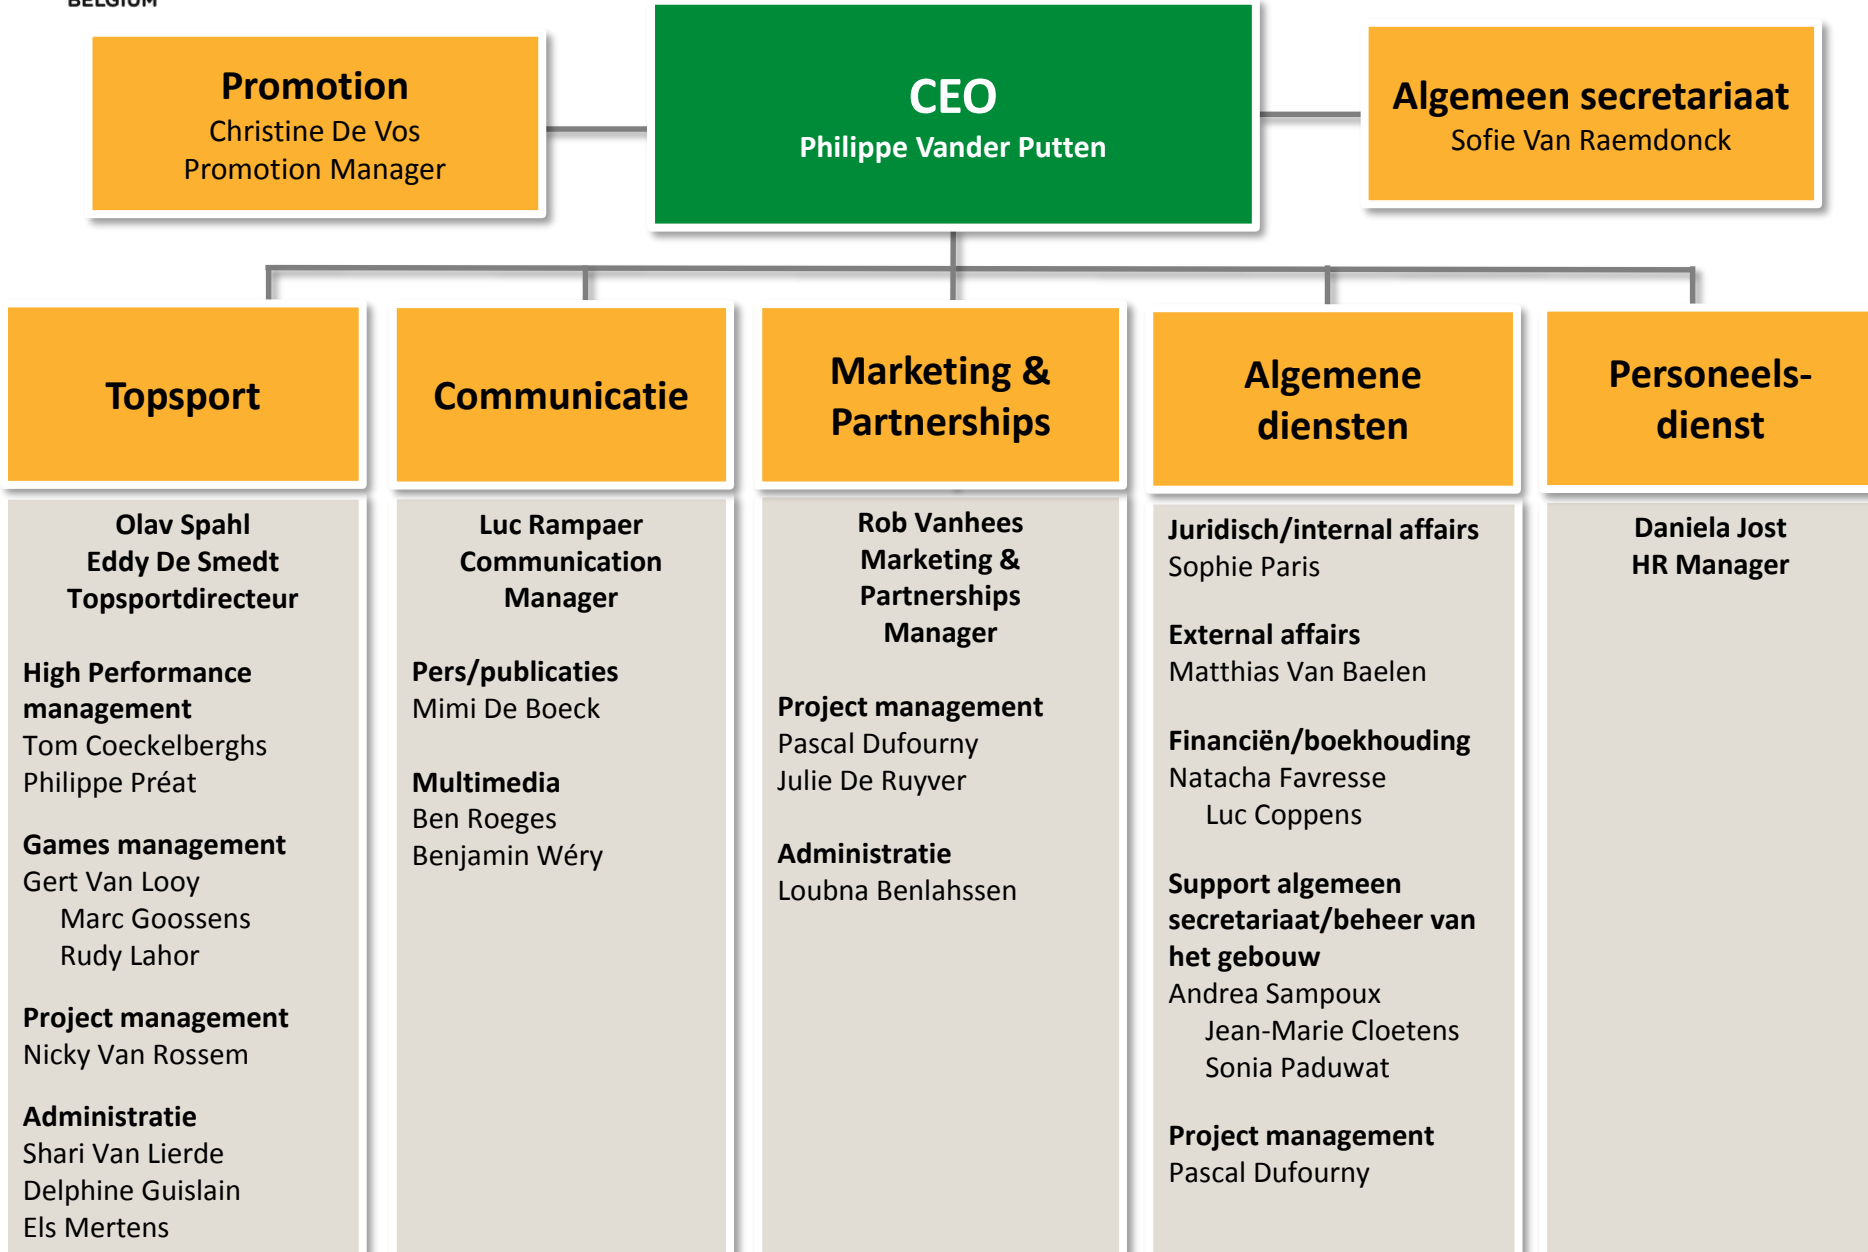 BELGIUM
Promotion
Christine De Vos
Promotion Manager
CEO
Philippe Vander Putten
Algemeen secretariaat
Sofie Van Raemdonck
Topsport
Olav Spahl
Eddy De Smedt
Topsportdirecteur
High Performance
management
Tom Coeckelberghs
Philippe Préat
Games management
Gert Van Looy
Marc Goossens
Rudy Lahor
Project management
Nicky Van Rossem
Administratie
Shari Van Lierde
Delphine Guislain
Els Mertens
Communicatie
Luc Rampaer
Communication
Manager
Pers/publicaties
Mimi De Boeck
Multimedia
Ben Roeges
Benjamin Wéry
Marketing &
Partnerships
Rob Vanhees
Marketing &
Partnerships
Manager
Project management
Pascal Dufourny
Julie De Ruyver
Administratie
Loubna Benlahssen
Algemene
diensten
Juridisch/internal affairs
Sophie Paris
External affairs
Matthias Van Baelen
Financiën/boekhouding
Natacha Favresse
Luc Coppens
Support algemeen
secretariaat/beheer van
het gebouw
Andrea Sampoux
Jean-Marie Cloetens
Sonia Paduwat
Project management
Pascal Dufourny
Personeels-
dienst
Daniela Jost
HR Manager